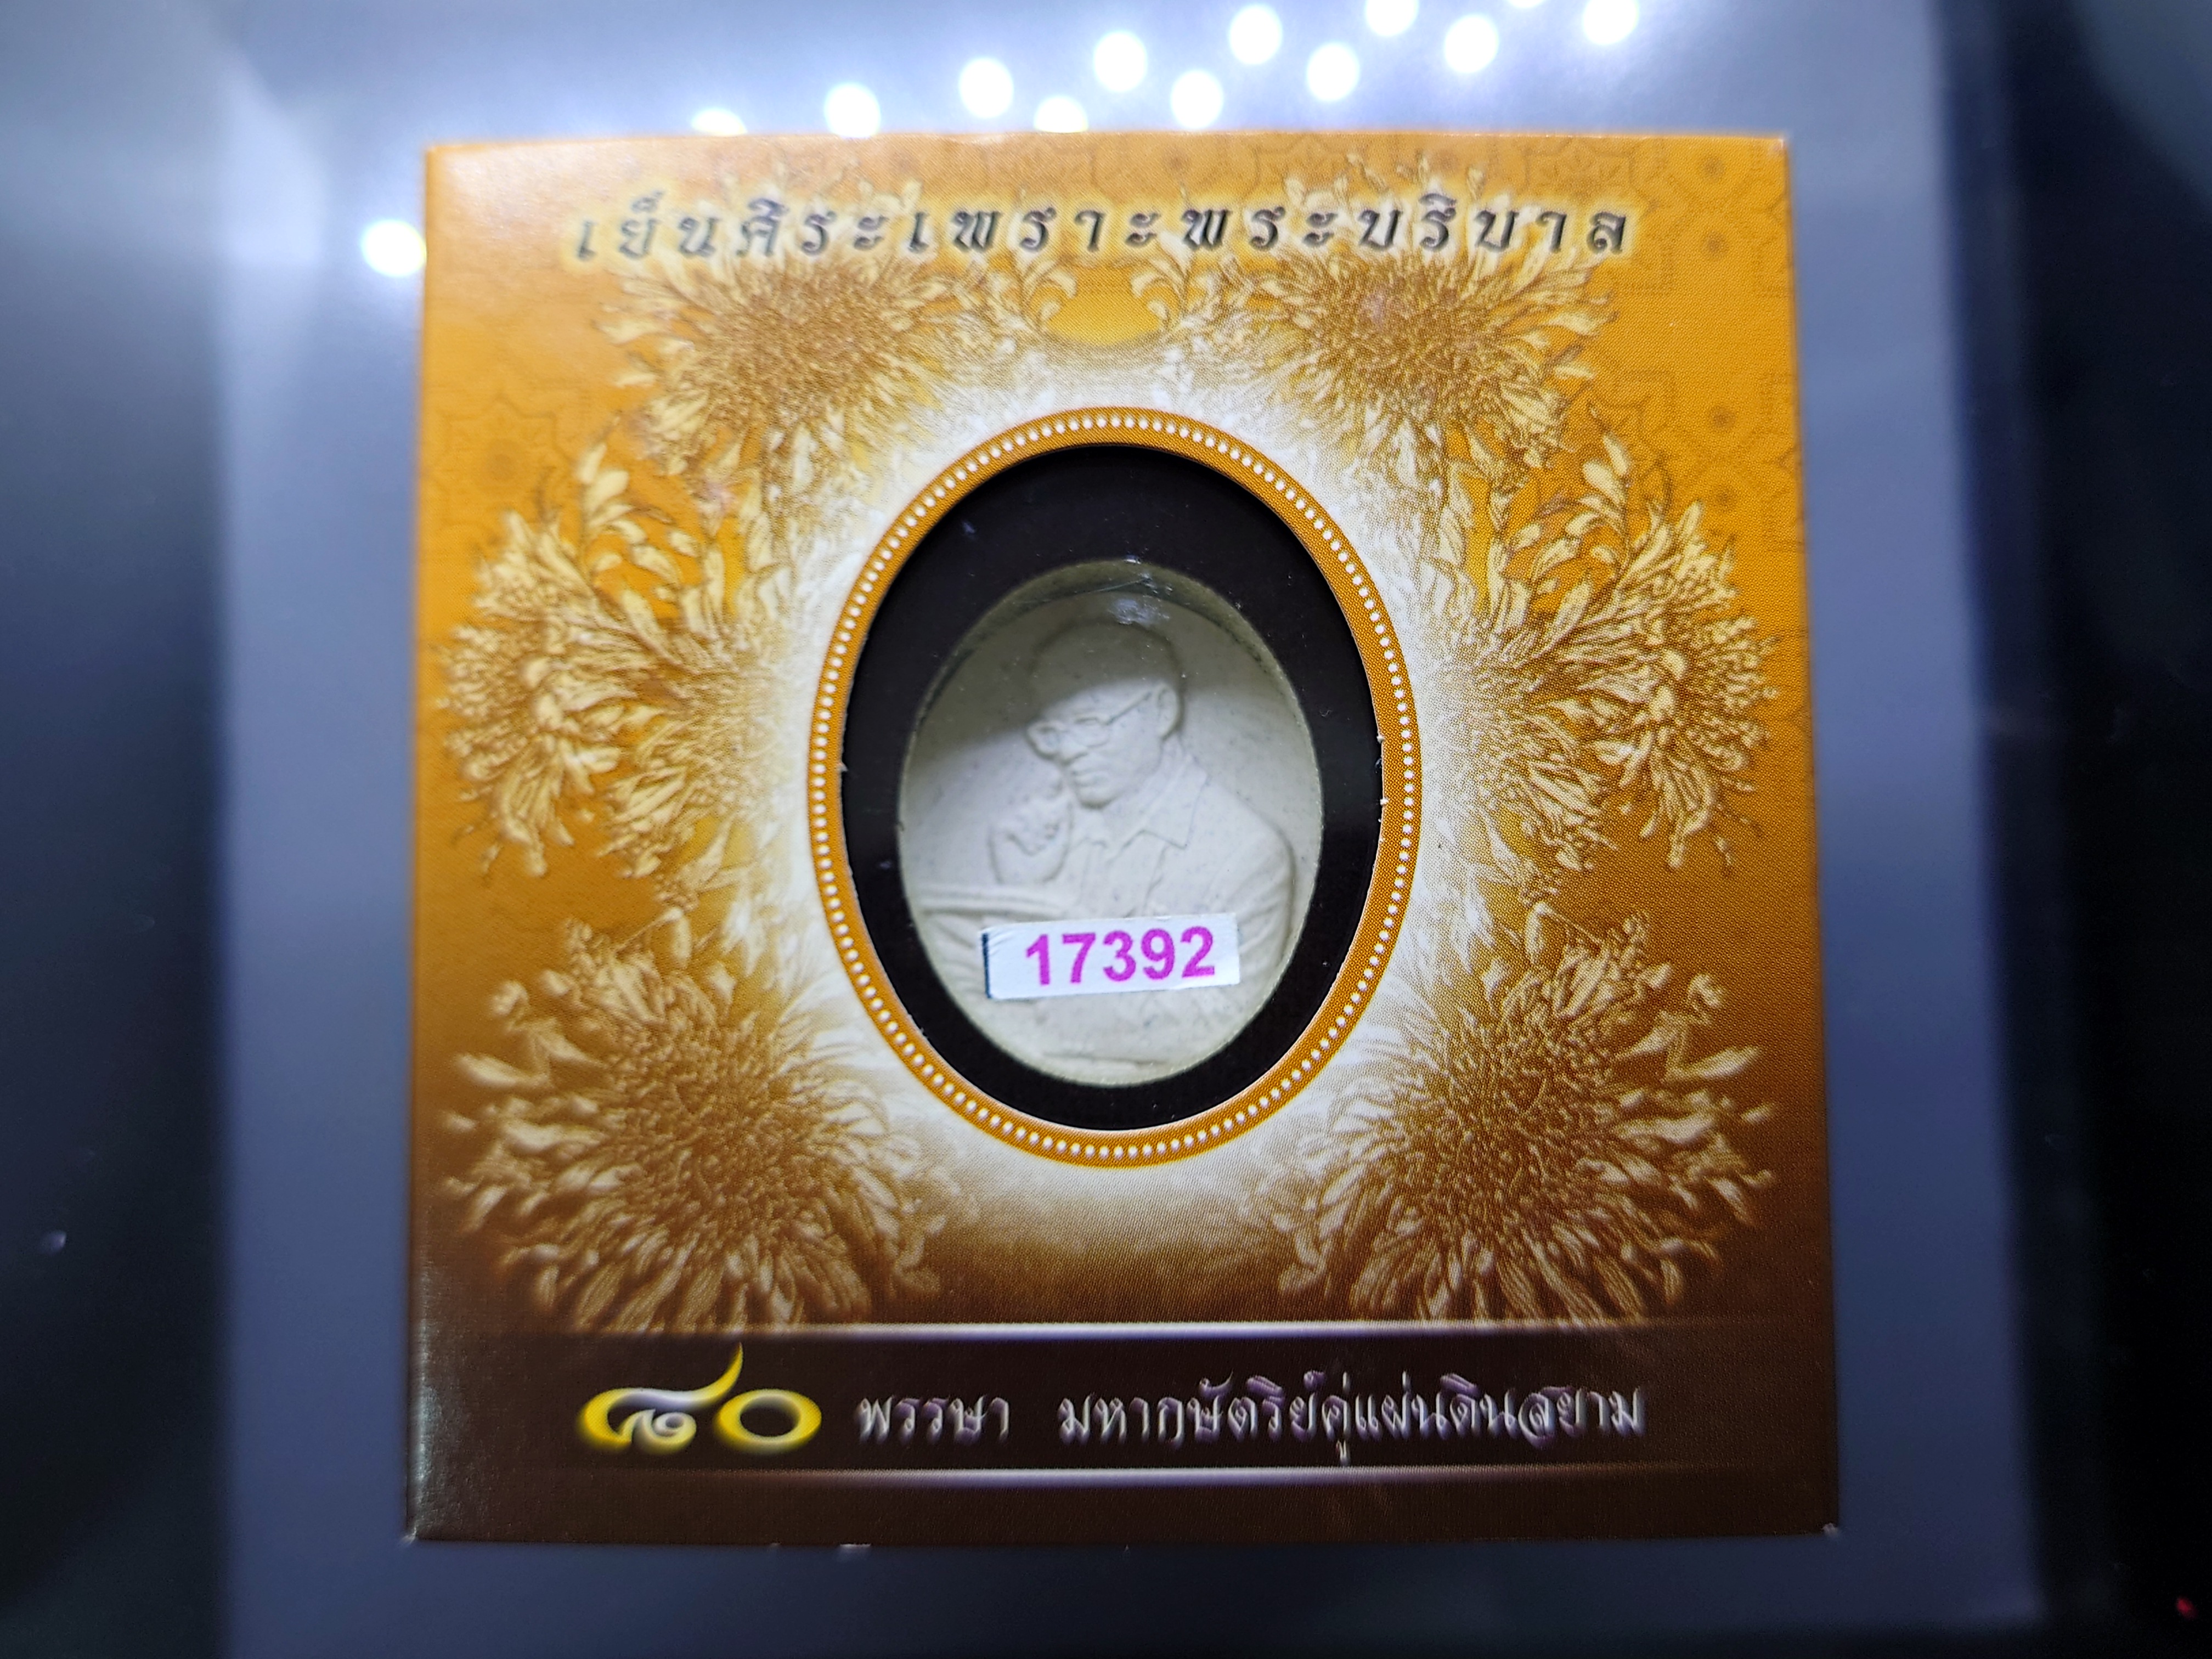 เย็นศิระเพราะพระบริบาล
17392
๘๐ พรรษา มหากษัตริย์คู่แผ่นดินสยาม